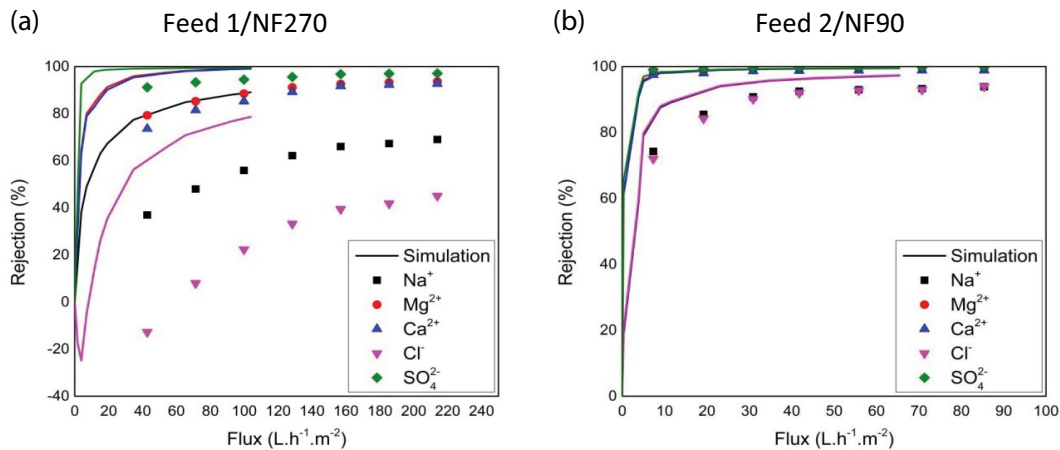 (a) Feed 1/NF270
100
80
60
40
20
0
-20
-40
Rejection (%)
Simulation
Na⁺
Mg²⁺
Ca²⁺
Cl⁻
SO₄²⁻
0 20 40 60 80 100 120 140 160 180 200 220 240
Flux (L.h⁻¹.m⁻²)
(b) Feed 2/NF90
100
80
60
40
20
0
Rejection (%)
Simulation
Na⁺
Mg²⁺
Ca²⁺
Cl⁻
SO₄²⁻
0 10 20 30 40 50 60 70 80 90 100
Flux (L.h⁻¹.m⁻²)